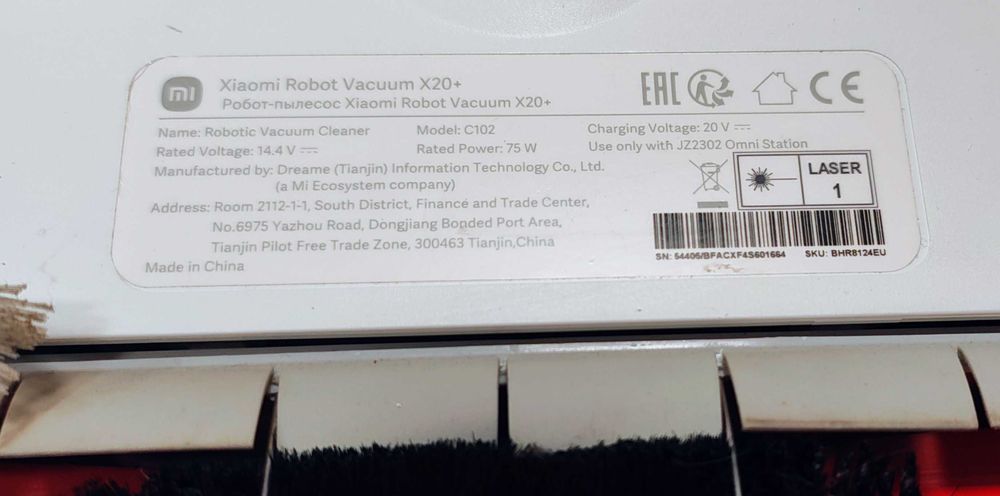 mi
Xiaomi Robot Vacuum X20+
Робот-пылесос Xiaomi Robot Vacuum X20+
EAC
CE
Name: Robotic Vacuum Cleaner
Model: C102
Charging Voltage: 20 V
Rated Voltage: 14.4 V
Rated Power: 75 W
Use only with JZ2302 Omni Station
Manufactured by: Dreame (Tianjin) Information Technology Co., Ltd.
(a Mi Ecosystem company)
LASER
1
Address: Room 2112-1-1, South District, Finance and Trade Center,
No.6975 Yazhou Road, Dongjiang Bonded Port Area,
Tianjin Pilot Free Trade Zone, 300463 Tianjin,China
SN: 54406/BFACXF4S601664
SKU: BHR8124EU
Made in China